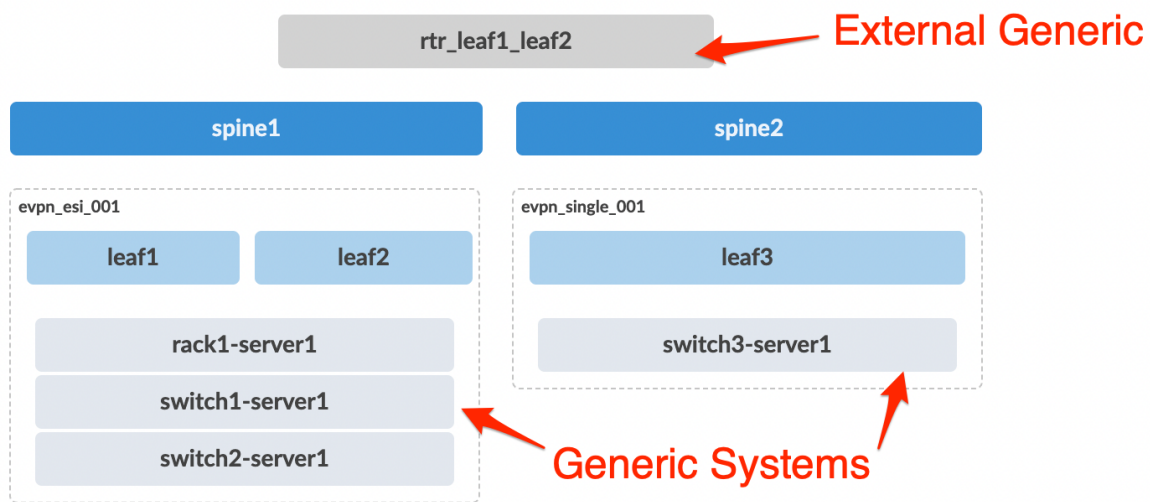 rtr_leaf1_leaf2
External Generic
spine1
spine2
evpn_esi_001
leaf1
leaf2
rack1-server1
switch1-server1
switch2-server1
evpn_single_001
leaf3
switch3-server1
Generic Systems